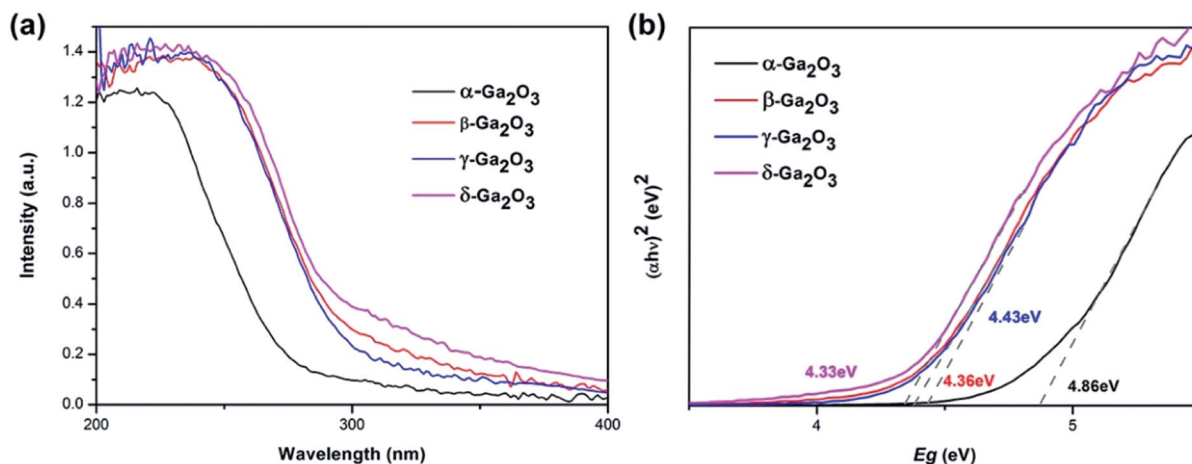 (a)
1.4
1.2
1.0
0.8
0.6
0.4
0.2
0.0
Intensity (a.u.)
α-Ga2O3
β-Ga2O3
γ-Ga2O3
δ-Ga2O3
200
250
300
350
400
Wavelength (nm)
(b)
(αhν)² (eV)²
α-Ga2O3
β-Ga2O3
γ-Ga2O3
δ-Ga2O3
4.43eV
4.33eV
4.36eV
4.86eV
4
5
Eg (eV)